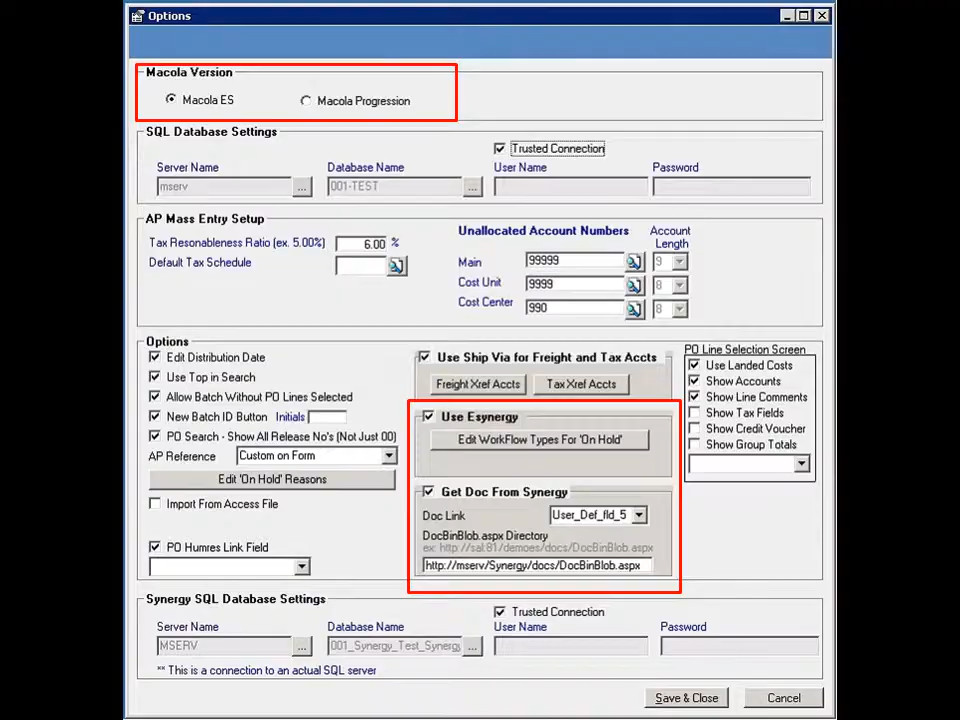 Options
Macola Version
Macola ES
Macola Progression
SQL Database Settings
Trusted Connection
Server Name
Database Name
User Name
Password
mserv
...
001-TEST
...
AP Mass Entry Setup
Tax Resonableness Ratio (ex. 5.00%)
6.00 %
Default Tax Schedule
Unallocated Account Numbers
Account Length
Main
99999
9
Cost Unit
9999
8
Cost Center
990
8
Options
Edit Distribution Date
Use Top in Search
Allow Batch Without PO Lines Selected
New Batch ID Button Initials
PO Search - Show All Release No's (Not Just 00)
AP Reference
Custom on Form
Edit 'On Hold' Reasons
Import From Access File
PO Humres Link Field
Use Ship Via for Freight and Tax Accts
Freight Xref Accts
Tax Xref Accts
Use Esynergy
Edit WorkFlow Types For 'On Hold'
Get Doc From Synergy
Doc Link
User_Def_fld_5
DocBinBlob.aspx Directory
ex: http://sal:81/demoes/docs/DocBinBlob.aspx
http://mserv/Synergy/docs/DocBinBlob.aspx
PO Line Selection Screen
Use Landed Costs
Show Accounts
Show Line Comments
Show Tax Fields
Show Credit Voucher
Show Group Totals
Synergy SQL Database Settings
Trusted Connection
Server Name
Database Name
User Name
Password
MSERV
...
001_Synergy_Test_Synergy
...
** This is a connection to an actual SQL server
Save & Close
Cancel